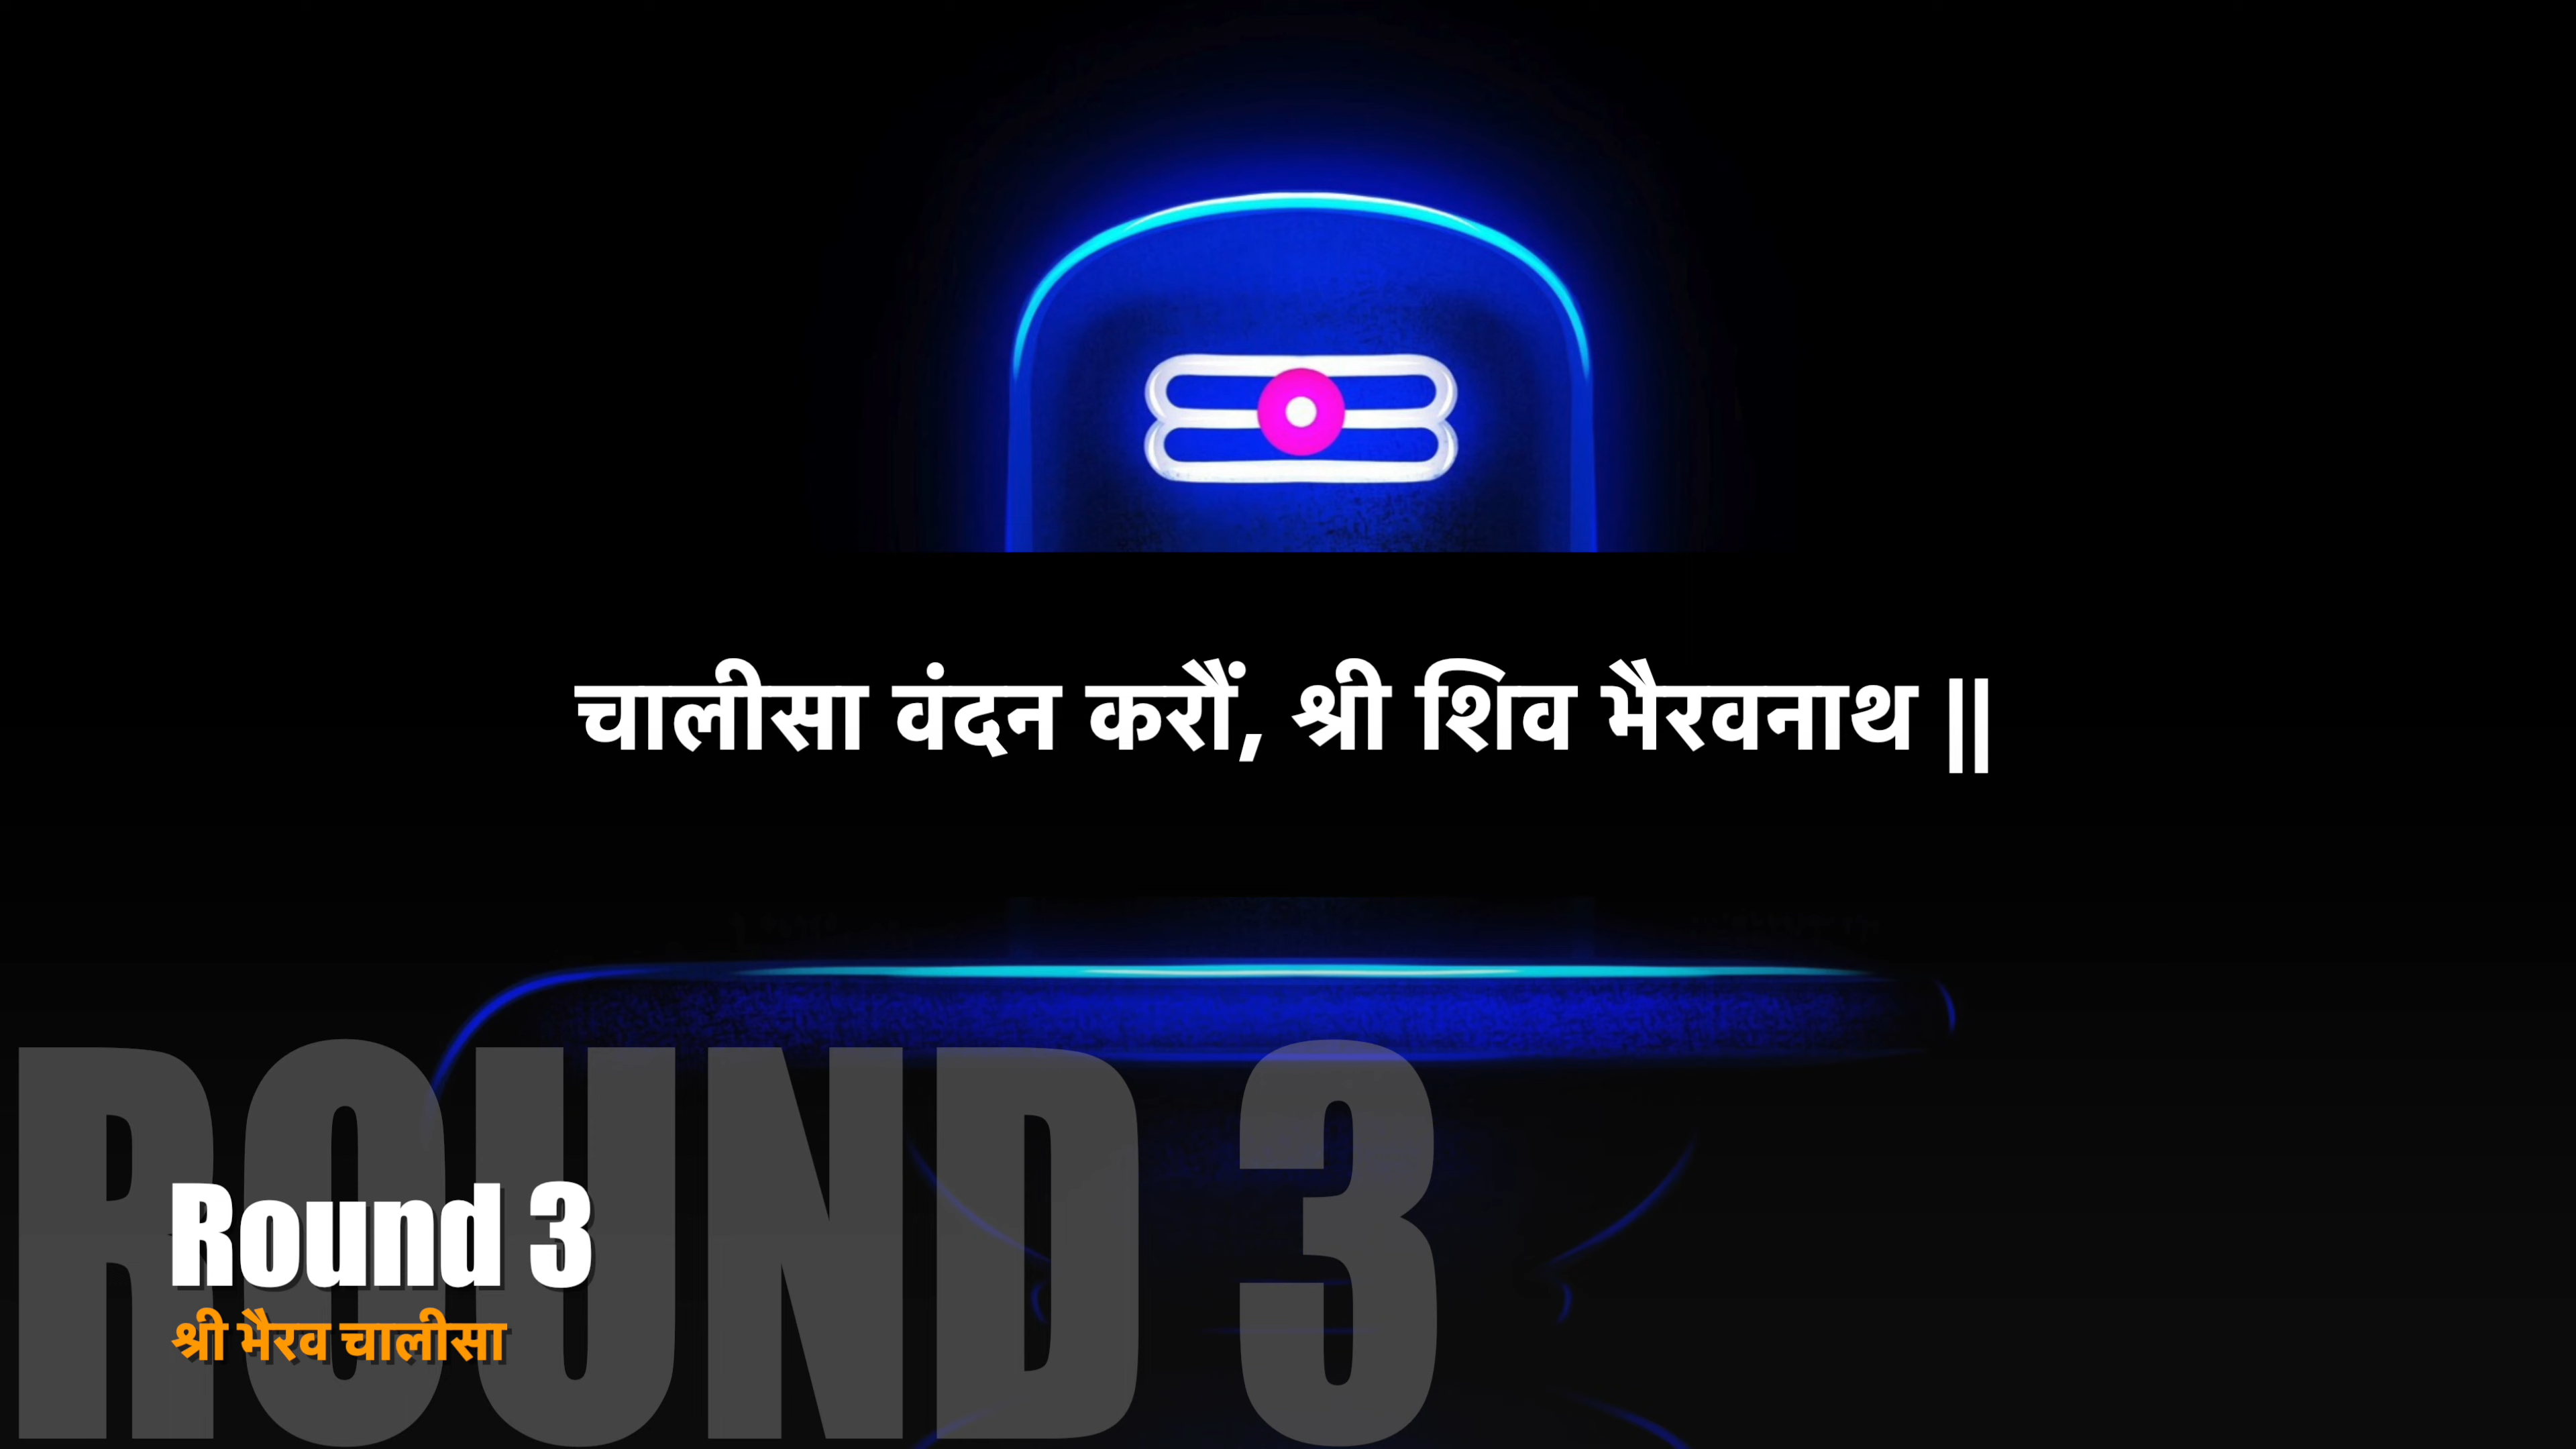 चालीसा वंदन करौं, श्री शिव भैरवनाथ ||
ROUND 3
Round 3
श्री भैरव चालीसा